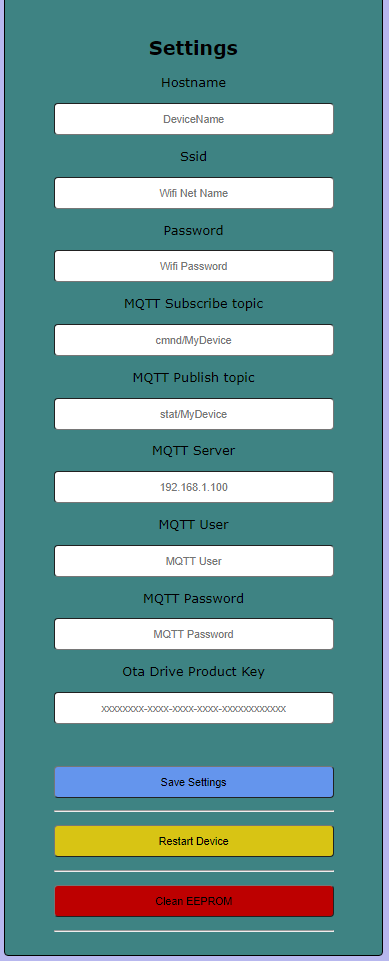 Settings
Hostname
DeviceName
Ssid
Wifi Net Name
Password
Wifi Password
MQTT Subscribe topic
cmnd/MyDevice
MQTT Publish topic
stat/MyDevice
MQTT Server
192.168.1.100
MQTT User
MQTT User
MQTT Password
MQTT Password
Ota Drive Product Key
xxxxxxxx-xxxx-xxxx-xxxx-xxxxxxxxxxxx
Save Settings
Restart Device
Clean EEPROM